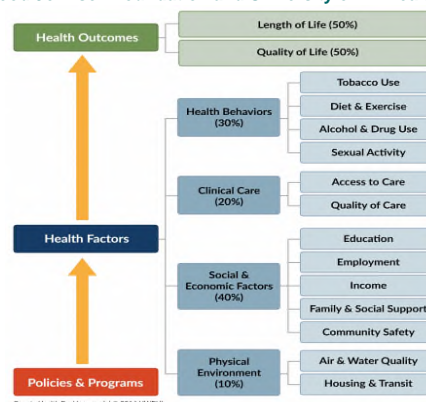 Health Outcomes
Length of Life (50%)
Quality of Life (50%)
Health Factors
Health Behaviors
(30%)
Tobacco Use
Diet & Exercise
Alcohol & Drug Use
Sexual Activity
Clinical Care
(20%)
Access to Care
Quality of Care
Social &
Economic Factors
(40%)
Education
Employment
Income
Family & Social Support
Community Safety
Physical
Environment
(10%)
Air & Water Quality
Housing & Transit
Policies & Programs